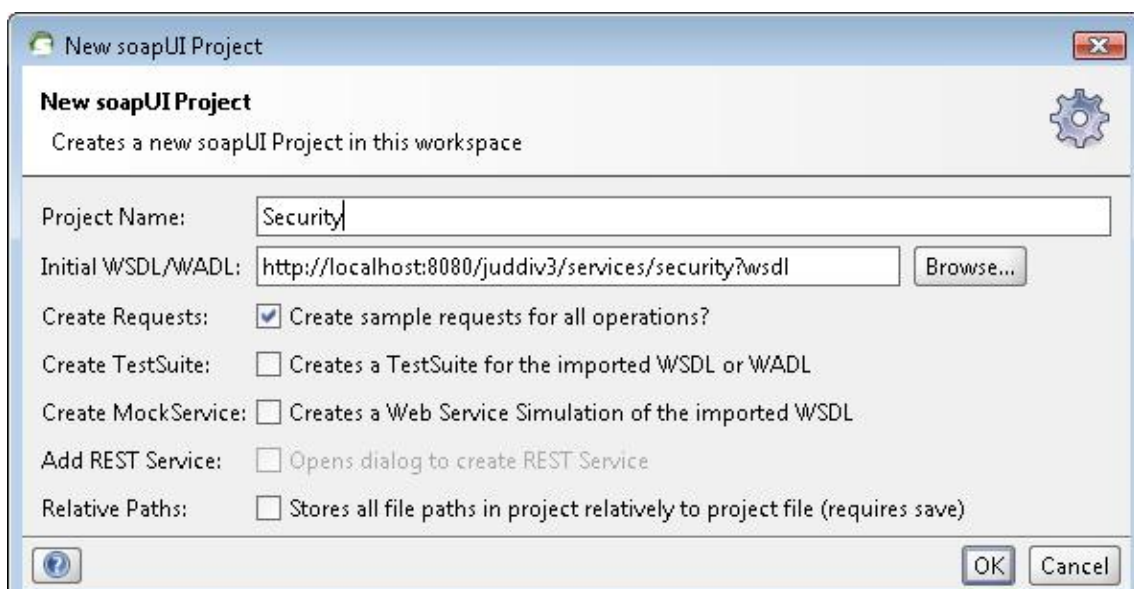 New soapUI Project
New soapUI Project
Creates a new soapUI Project in this workspace
Project Name: Security
Initial WSDL/WADL: http://localhost:8080/juddiv3/services/security?wsdl Browse...
Create Requests: Create sample requests for all operations?
Create TestSuite: Creates a TestSuite for the imported WSDL or WADL
Create MockService: Creates a Web Service Simulation of the imported WSDL
Add REST Service: Opens dialog to create REST Service
Relative Paths: Stores all file paths in project relatively to project file (requires save)
? OK Cancel